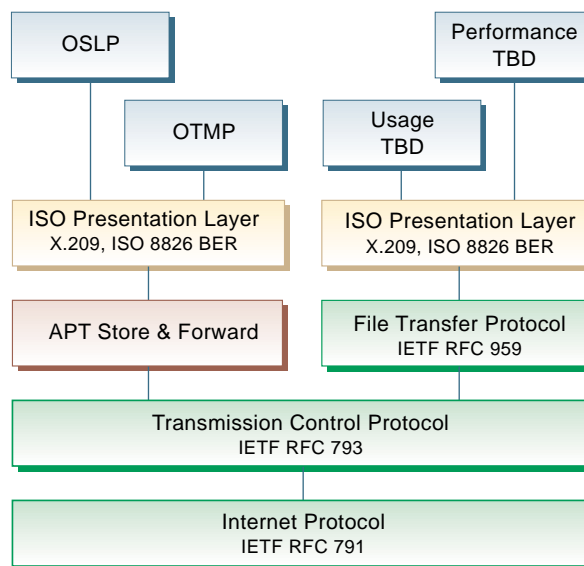 OSLP
Performance
TBD
OTMP
Usage
TBD
ISO Presentation Layer
X.209, ISO 8826 BER
ISO Presentation Layer
X.209, ISO 8826 BER
APT Store & Forward
File Transfer Protocol
IETF RFC 959
Transmission Control Protocol
IETF RFC 793
Internet Protocol
IETF RFC 791